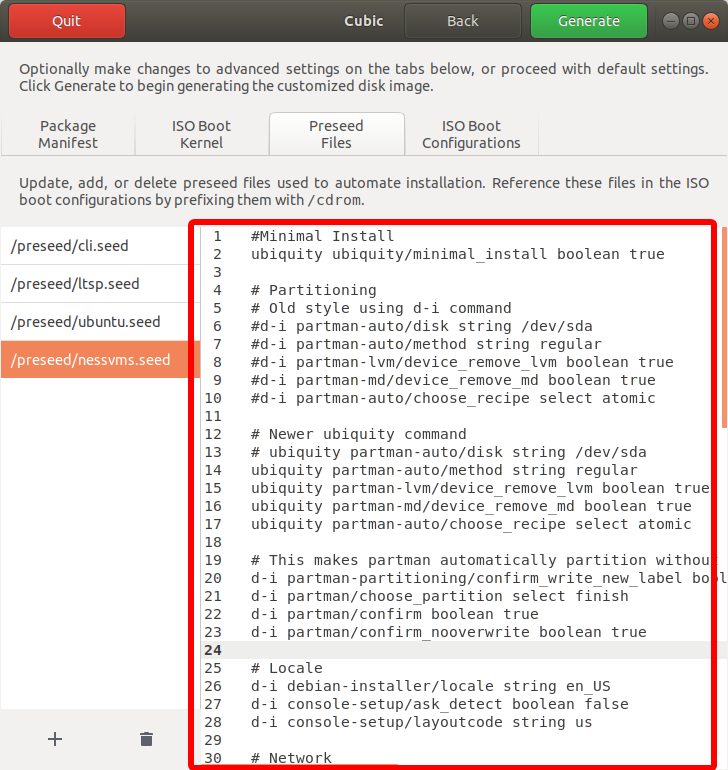 Quit
Cubic
Back
Generate
Optionally make changes to advanced settings on the tabs below, or proceed with default settings.
Click Generate to begin generating the customized disk image.
Package
Manifest
ISO Boot
Kernel
Preseed
Files
ISO Boot
Configurations
Update, add, or delete preseed files used to automate installation. Reference these files in the ISO
boot configurations by prefixing them with /cdrom.
/preseed/cli.seed
/preseed/ltsp.seed
/preseed/ubuntu.seed
/preseed/nessvms.seed
1 #Minimal Install
2 ubiquity ubiquity/minimal_install boolean true
3
4 # Partitioning
5 # Old style using d-i command
6 #d-i partman-auto/disk string /dev/sda
7 #d-i partman-auto/method string regular
8 #d-i partman-lvm/device_remove_lvm boolean true
9 #d-i partman-md/device_remove_md boolean true
10 #d-i partman-auto/choose_recipe select atomic
11
12 # Newer ubiquity command
13 # ubiquity partman-auto/disk string /dev/sda
14 ubiquity partman-auto/method string regular
15 ubiquity partman-lvm/device_remove_lvm boolean true
16 ubiquity partman-md/device_remove_md boolean true
17 ubiquity partman-auto/choose_recipe select atomic
18
19 # This makes partman automatically partition
20 d-i partman-partitioning/confirm_write_new_label
21 d-i partman/choose_partition select finish
22 d-i partman/confirm boolean true
23 d-i partman/confirm_nooverwrite boolean true
24
25 # Locale
26 d-i debian-installer/locale string en_US
27 d-i console-setup/ask_detect boolean false
28 d-i console-setup/layoutcode string us
29
30 # Network